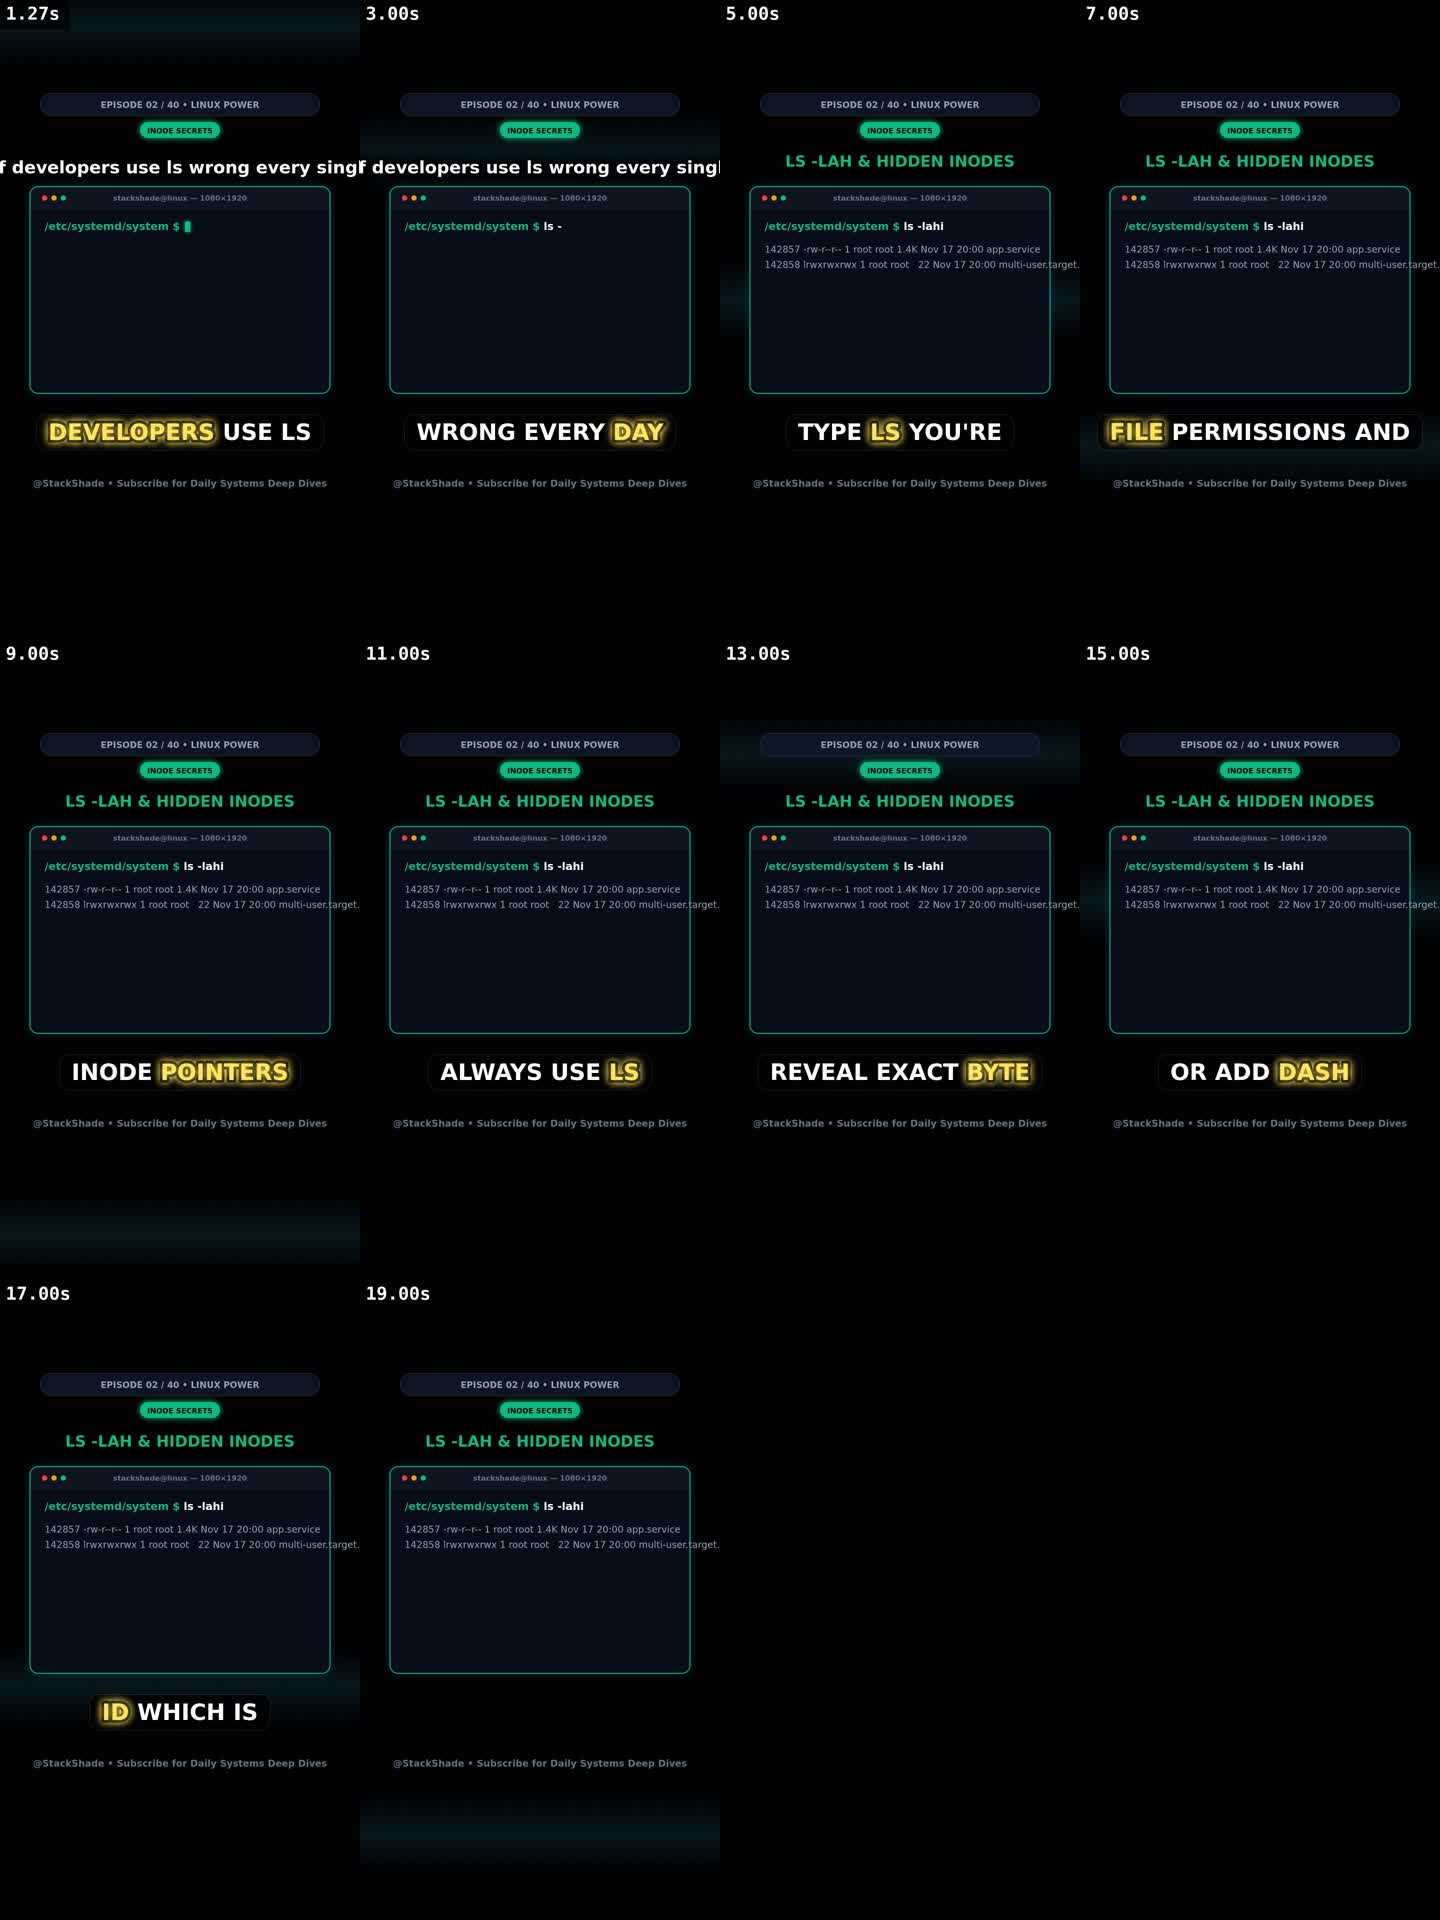 1.27s
EPISODE 02 / 40 • LINUX POWER
INODE SECRETS
f developers use ls wrong every singl
stackshade@linux — 1080×1920
/etc/systemd/system $
DEVELOPERS USE LS
@StackShade • Subscribe for Daily Systems Deep Dives
3.00s
EPISODE 02 / 40 • LINUX POWER
INODE SECRETS
f developers use ls wrong every singl
stackshade@linux — 1080×1920
/etc/systemd/system $ ls -
WRONG EVERY DAY
@StackShade • Subscribe for Daily Systems Deep Dives
5.00s
EPISODE 02 / 40 • LINUX POWER
INODE SECRETS
LS -LAH & HIDDEN INODES
stackshade@linux — 1080×1920
/etc/systemd/system $ ls -lahi
142857 -rw-r--r-- 1 root root 1.4K Nov 17 20:00 app.service
142858 lrwxrwxrwx 1 root root   22 Nov 17 20:00 multi-user.target.
TYPE LS YOU'RE
@StackShade • Subscribe for Daily Systems Deep Dives
7.00s
EPISODE 02 / 40 • LINUX POWER
INODE SECRETS
LS -LAH & HIDDEN INODES
stackshade@linux — 1080×1920
/etc/systemd/system $ ls -lahi
142857 -rw-r--r-- 1 root root 1.4K Nov 17 20:00 app.service
142858 lrwxrwxrwx 1 root root   22 Nov 17 20:00 multi-user.target.
FILE PERMISSIONS AND
@StackShade • Subscribe for Daily Systems Deep Dives
9.00s
EPISODE 02 / 40 • LINUX POWER
INODE SECRETS
LS -LAH & HIDDEN INODES
stackshade@linux — 1080×1920
/etc/systemd/system $ ls -lahi
142857 -rw-r--r-- 1 root root 1.4K Nov 17 20:00 app.service
142858 lrwxrwxrwx 1 root root   22 Nov 17 20:00 multi-user.target.
INODE POINTERS
@StackShade • Subscribe for Daily Systems Deep Dives
11.00s
EPISODE 02 / 40 • LINUX POWER
INODE SECRETS
LS -LAH & HIDDEN INODES
stackshade@linux — 1080×1920
/etc/systemd/system $ ls -lahi
142857 -rw-r--r-- 1 root root 1.4K Nov 17 20:00 app.service
142858 lrwxrwxrwx 1 root root   22 Nov 17 20:00 multi-user.target.
ALWAYS USE LS
@StackShade • Subscribe for Daily Systems Deep Dives
13.00s
EPISODE 02 / 40 • LINUX POWER
INODE SECRETS
LS -LAH & HIDDEN INODES
stackshade@linux — 1080×1920
/etc/systemd/system $ ls -lahi
142857 -rw-r--r-- 1 root root 1.4K Nov 17 20:00 app.service
142858 lrwxrwxrwx 1 root root   22 Nov 17 20:00 multi-user.target.
REVEAL EXACT BYTE
@StackShade • Subscribe for Daily Systems Deep Dives
15.00s
EPISODE 02 / 40 • LINUX POWER
INODE SECRETS
LS -LAH & HIDDEN INODES
stackshade@linux — 1080×1920
/etc/systemd/system $ ls -lahi
142857 -rw-r--r-- 1 root root 1.4K Nov 17 20:00 app.service
142858 lrwxrwxrwx 1 root root   22 Nov 17 20:00 multi-user.target.
OR ADD DASH
@StackShade • Subscribe for Daily Systems Deep Dives
17.00s
EPISODE 02 / 40 • LINUX POWER
INODE SECRETS
LS -LAH & HIDDEN INODES
stackshade@linux — 1080×1920
/etc/systemd/system $ ls -lahi
142857 -rw-r--r-- 1 root root 1.4K Nov 17 20:00 app.service
142858 lrwxrwxrwx 1 root root   22 Nov 17 20:00 multi-user.target.
ID WHICH IS
@StackShade • Subscribe for Daily Systems Deep Dives
19.00s
EPISODE 02 / 40 • LINUX POWER
INODE SECRETS
LS -LAH & HIDDEN INODES
stackshade@linux — 1080×1920
/etc/systemd/system $ ls -lahi
142857 -rw-r--r-- 1 root root 1.4K Nov 17 20:00 app.service
142858 lrwxrwxrwx 1 root root   22 Nov 17 20:00 multi-user.target.
@StackShade • Subscribe for Daily Systems Deep Dives